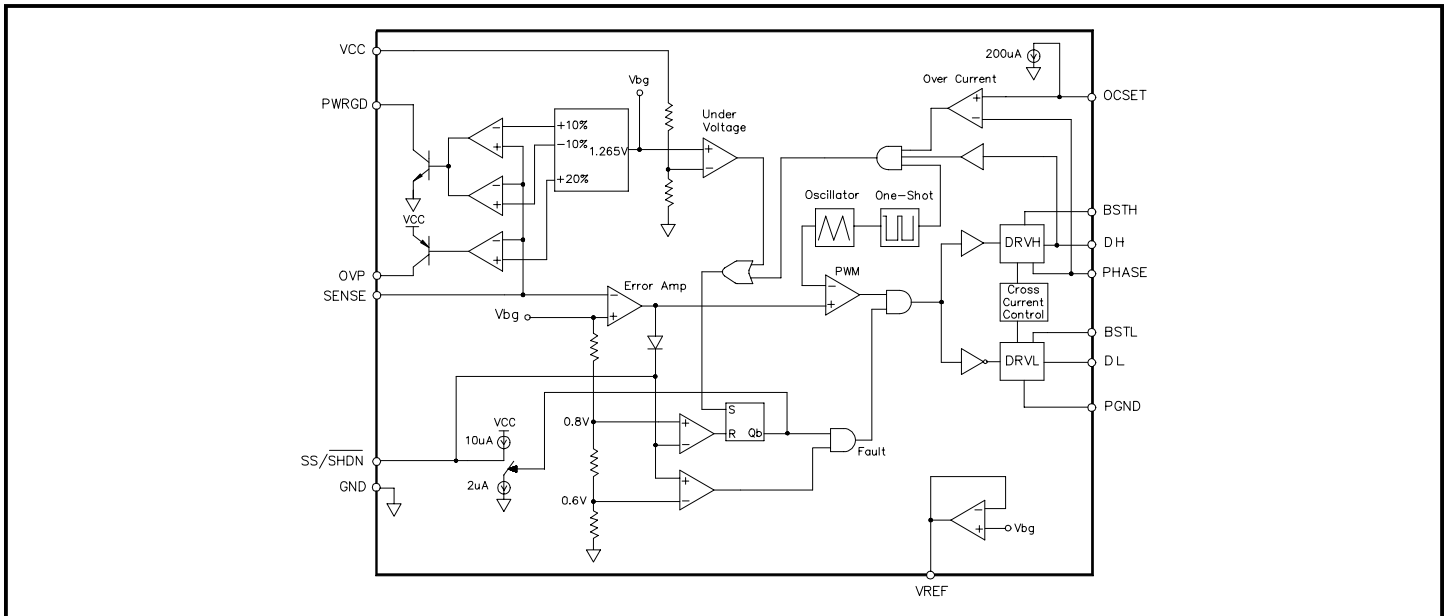 VCC
PWRGD
OVP
SENSE
SS/SHDN
GND
VCC
Vbg
+10%
-10%
1.265V
+20%
Under
Voltage
200uA
Over Current
Oscillator
One-Shot
Error Amp
Vbg
PWM
VCC
10uA
2uA
0.8V
0.6V
S
R
Qb
Fault
DRVH
Cross
Current
Control
DRVL
Vbg
OCSET
BSTH
DH
PHASE
BSTL
DL
PGND
VREF